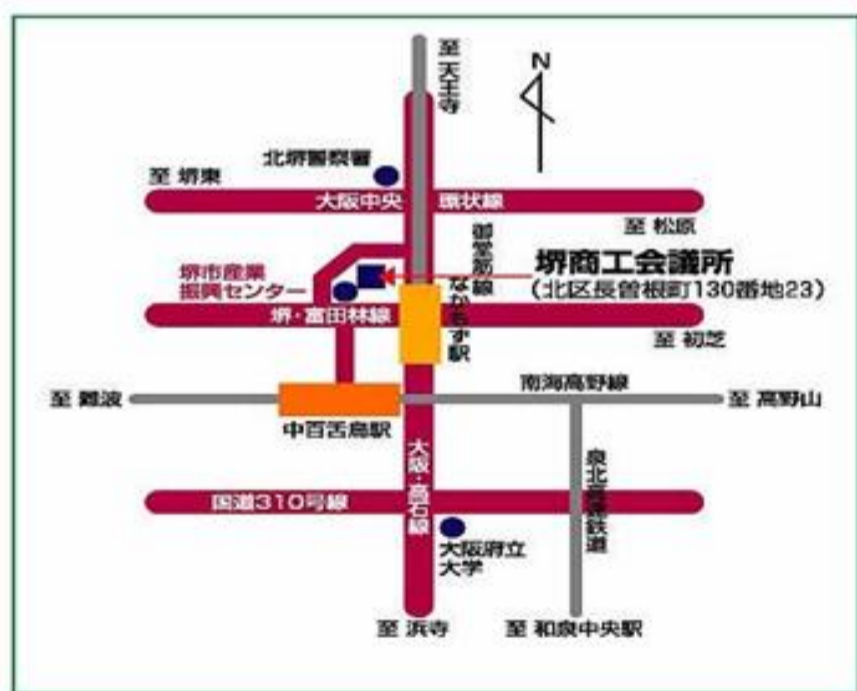 至 天王寺
N
北堺警察署
至 堺東
大阪中央 環状線
至 松原
御堂筋線
堺市産業
振興センター
堺商工会議所
(北区長曽根町130番地23)
なかもず駅
堺・富田林線
至 初芝
南海高野線
至 難波
至 高野山
中百舌鳥駅
大阪・高石線
泉北高速鉄道
国道310号線
大阪府立
大学
至 浜寺
至 和泉中央駅